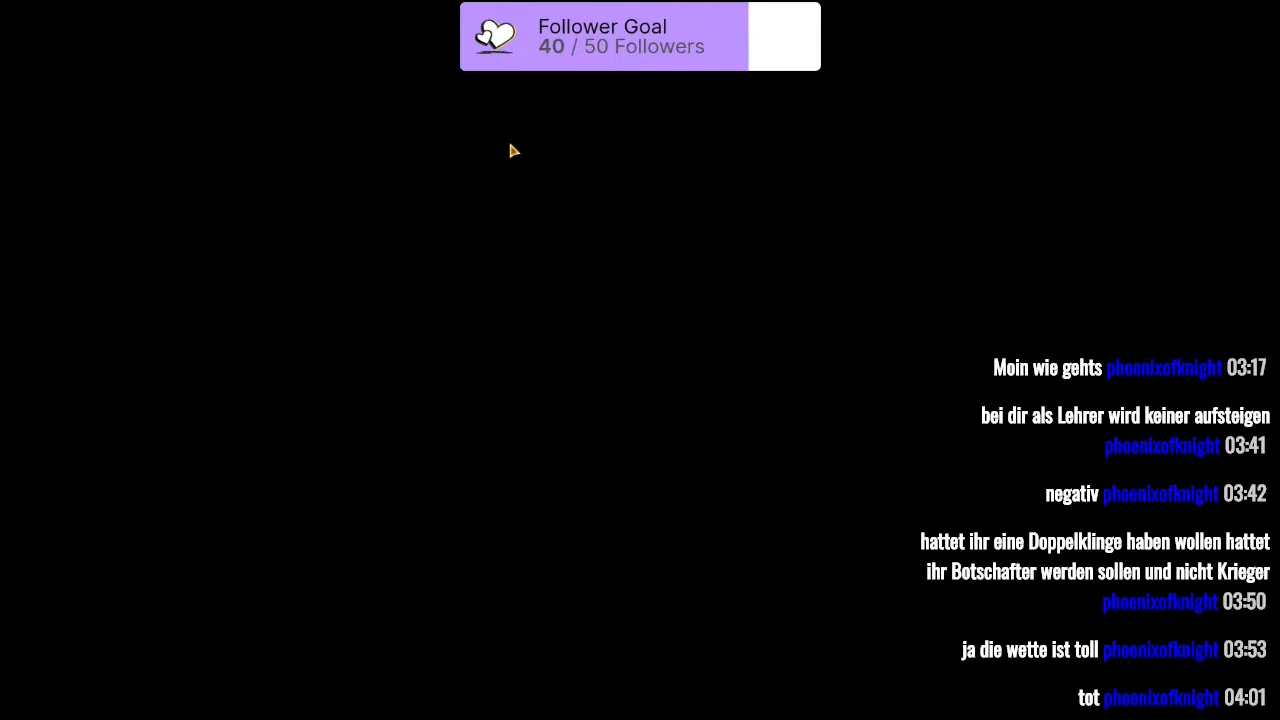 Follower Goal
40 / 50 Followers
Moin wie gehts phoenixofknight 03:17
bei dir als Lehrer wird keiner aufsteigen
phoenixofknight 03:41
negativ phoenixofknight 03:42
hattet ihr eine Doppelklinge haben wollen hattet
ihr Botschafter werden sollen und nicht Krieger
phoenixofknight 03:50
ja die wette ist toll phoenixofknight 03:53
tot phoenixofknight 04:01